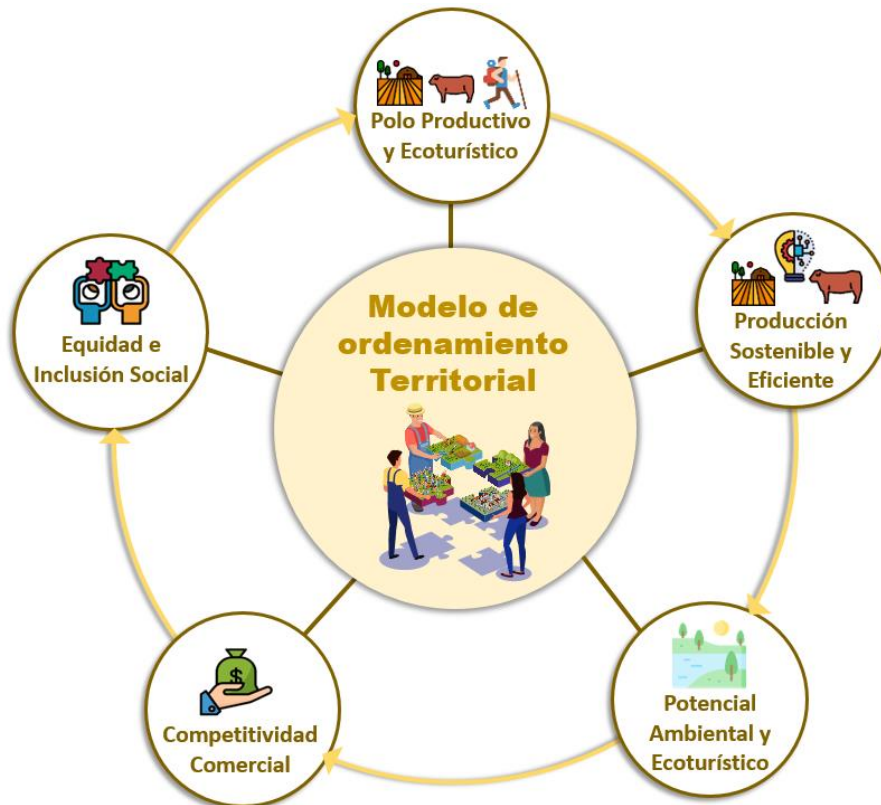 Polo Productivo
y Ecoturístico
Producción
Sostenible y
Eficiente
Potencial
Ambiental y
Ecoturístico
Competitividad
Comercial
$
Equidad e
Inclusión Social
Modelo de
ordenamiento
Territorial